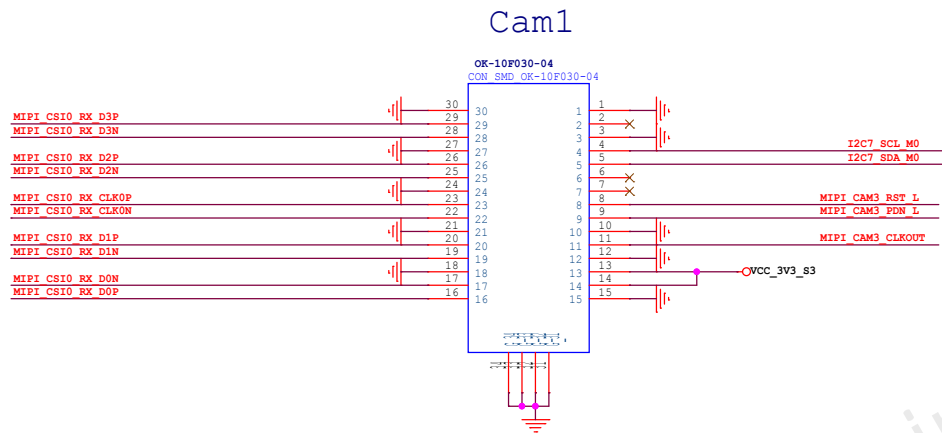 Cam1
OK-10F030-04
CON_SMD_OK-10F030-04
30 30 1 1
MIPI_CSI0_RX_D3P 29 29 2 2
MIPI_CSI0_RX_D3N 28 28 3 3
27 27 4 4 I2C7_SCL_M0
MIPI_CSI0_RX_D2P 26 26 5 5 I2C7_SDA_M0
MIPI_CSI0_RX_D2N 25 25 6 6
24 24 7 7
MIPI_CSI0_RX_CLK0P 23 23 8 8 MIPI_CAM3_RST_L
MIPI_CSI0_RX_CLK0N 22 22 9 9 MIPI_CAM3_PDN_L
21 21 10 10
MIPI_CSI0_RX_D1P 20 20 11 11 MIPI_CAM3_CLKOUT
MIPI_CSI0_RX_D1N 19 19 12 12
18 18 13 13 VCC_3V3_S3
MIPI_CSI0_RX_D0N 17 17 14 14
MIPI_CSI0_RX_D0P 16 16 15 15